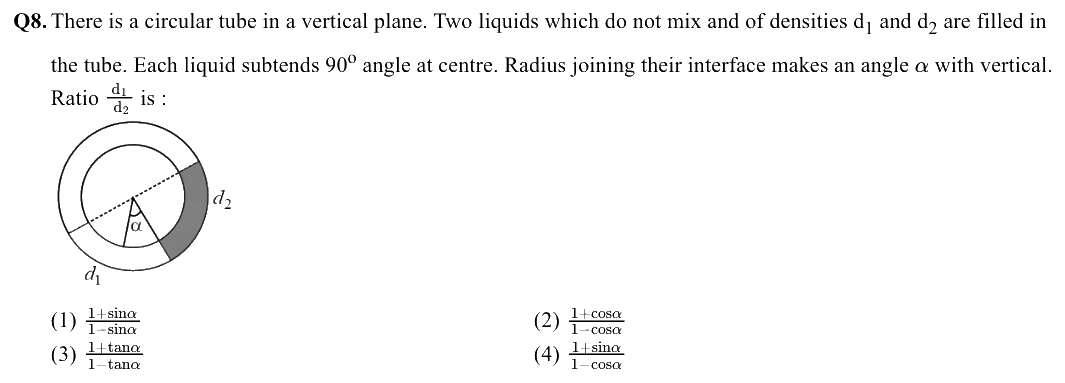 Q8. There is a circular tube in a vertical plane. Two liquids which do not mix and of densities d₁ and d₂ are filled in
the tube. Each liquid subtends 90° angle at centre. Radius joining their interface makes an angle α with vertical.
Ratio d₁/d₂ is :
d₂
α
d₁
(1) 1+sinα/1−sinα (2) 1+cosα/1−cosα
(3) 1+tanα/1−tanα (4) 1+sinα/1−cosα